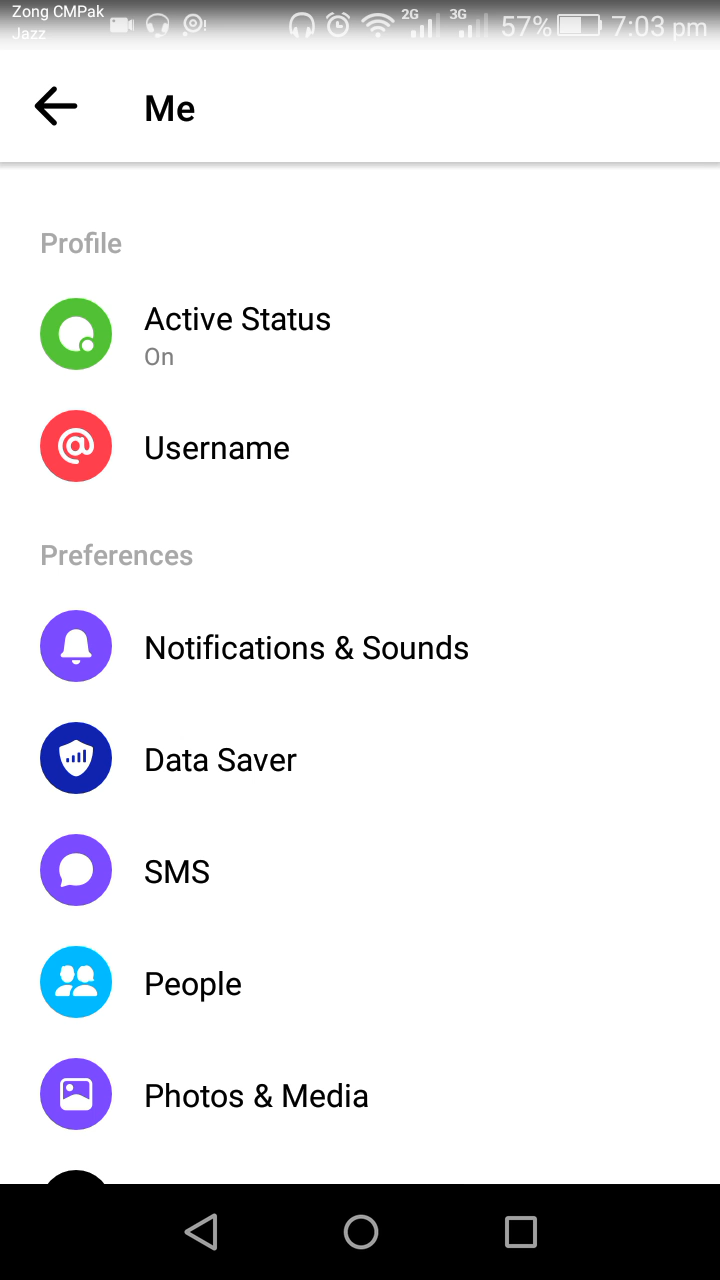 Zong CMPak
Jazz
2G 3G 57% 7:03 pm
Me
Profile
Active Status
On
Username
Preferences
Notifications & Sounds
Data Saver
SMS
People
Photos & Media